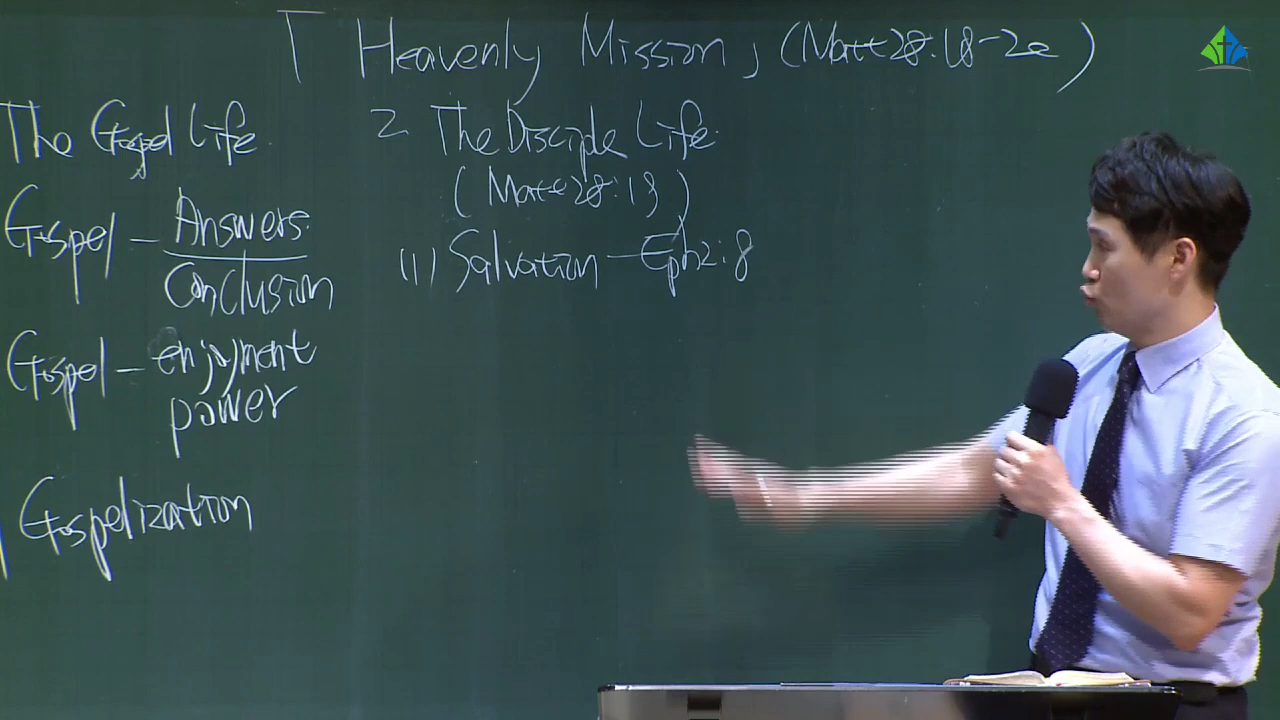 「 Heavenly Mission 」 (Matt 28:18-20)
The Gospel Life.
Gospel - Answers.
Conclusion
Gospel - enjoyment
power
Gospelization
2. The Disciple Life.
(Matt 28:19)
(1) Salvation - Eph 2:8